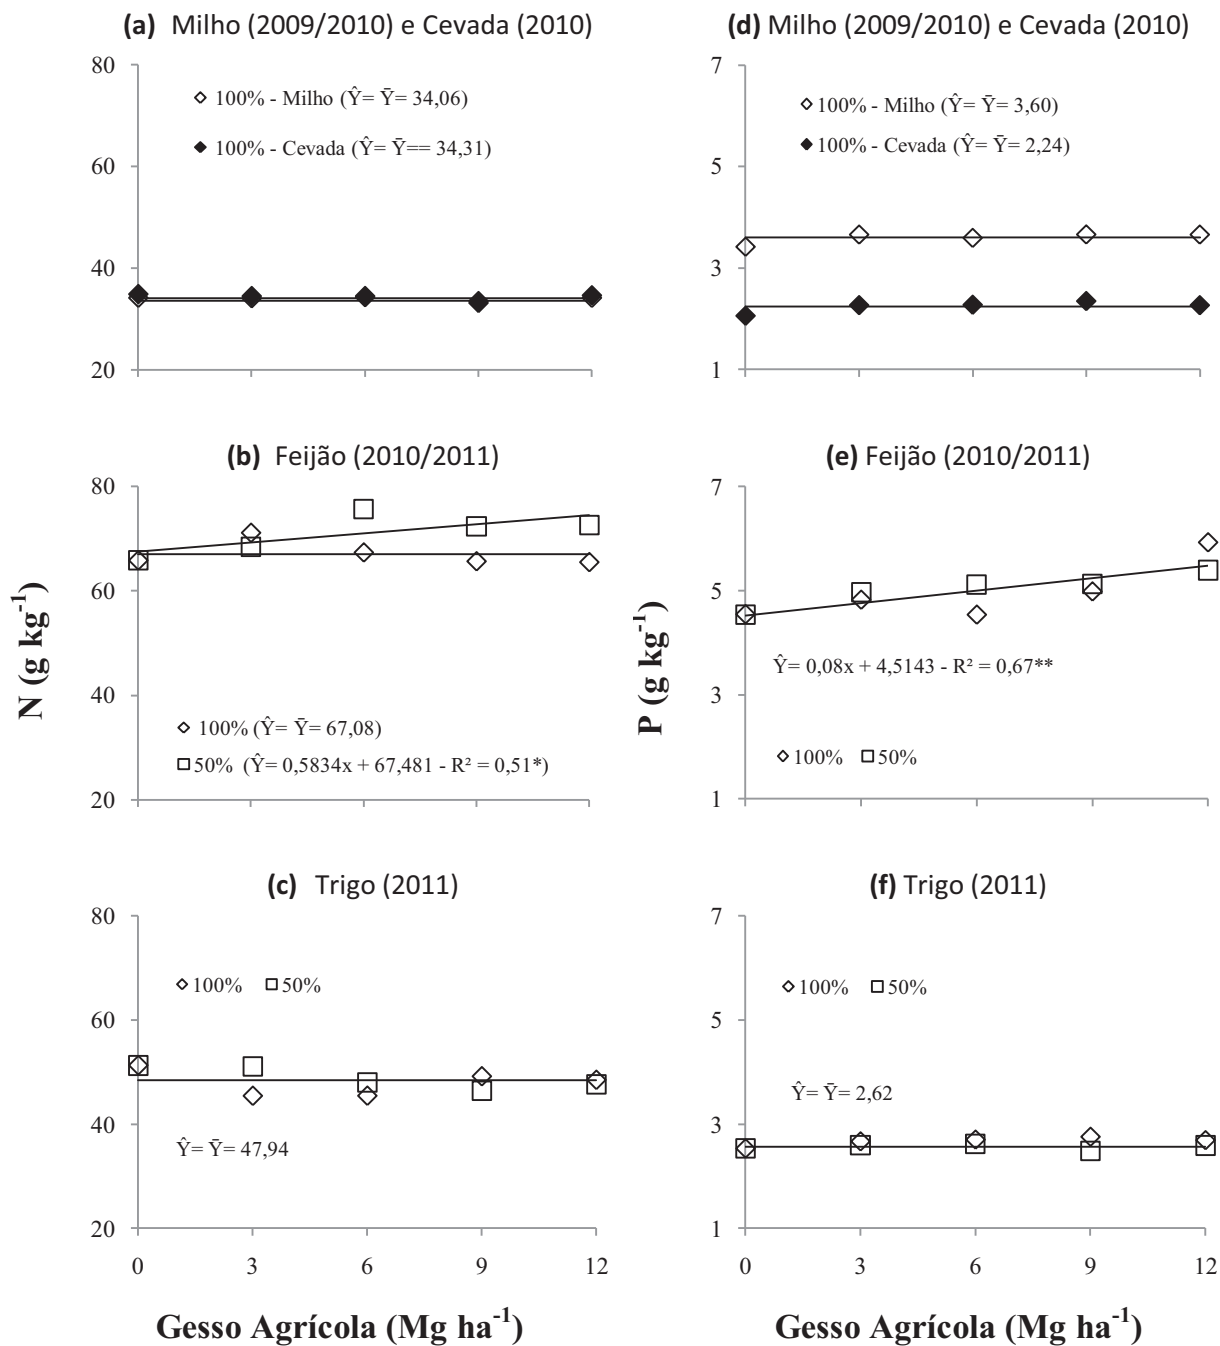 (a) Milho (2009/2010) e Cevada (2010)
80
60
40
20
100% - Milho (Ŷ= Ȳ= 34,06)
100% - Cevada (Ŷ= Ȳ== 34,31)
(d) Milho (2009/2010) e Cevada (2010)
7
5
3
1
100% - Milho (Ŷ= Ȳ= 3,60)
100% - Cevada (Ŷ= Ȳ= 2,24)
(b) Feijão (2010/2011)
80
60
40
20
100% (Ŷ= Ȳ= 67,08)
50% (Ŷ= 0,5834x + 67,481 - R² = 0,51*)
N (g kg⁻¹)
(e) Feijão (2010/2011)
7
5
3
1
Ŷ= 0,08x + 4,5143 - R² = 0,67**
100% 50%
P (g kg⁻¹)
(c) Trigo (2011)
80
60
40
20
100% 50%
Ŷ= Ȳ= 47,94
0 3 6 9 12
Gesso Agrícola (Mg ha⁻¹)
(f) Trigo (2011)
7
5
3
1
100% 50%
Ŷ= Ȳ= 2,62
0 3 6 9 12
Gesso Agrícola (Mg ha⁻¹)